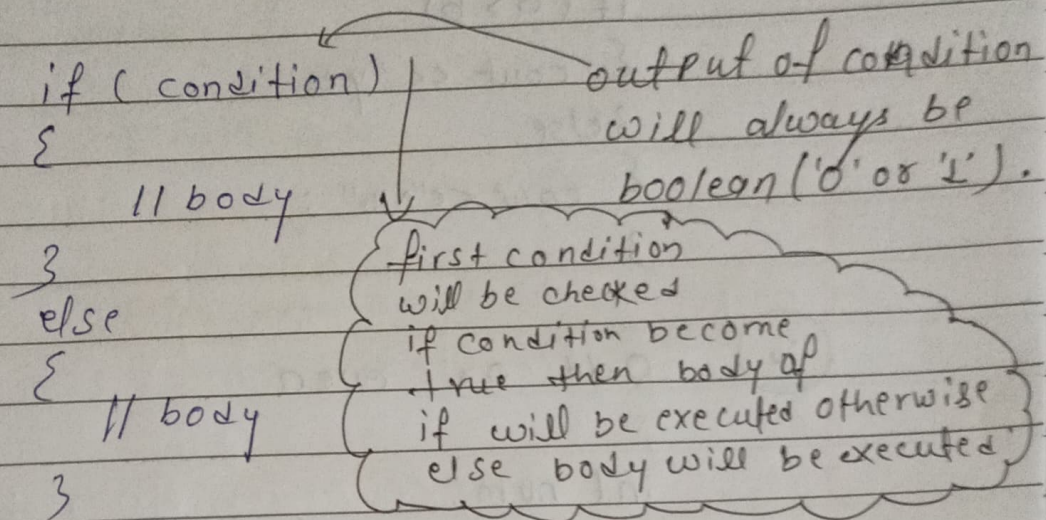 if ( condition )
{
// body
}
else
{
// body
}
output of condition
will always be
boolean ('0' or '1').
first condition
will be checked
if condition become
true then body of
if will be executed otherwise
else body will be executed